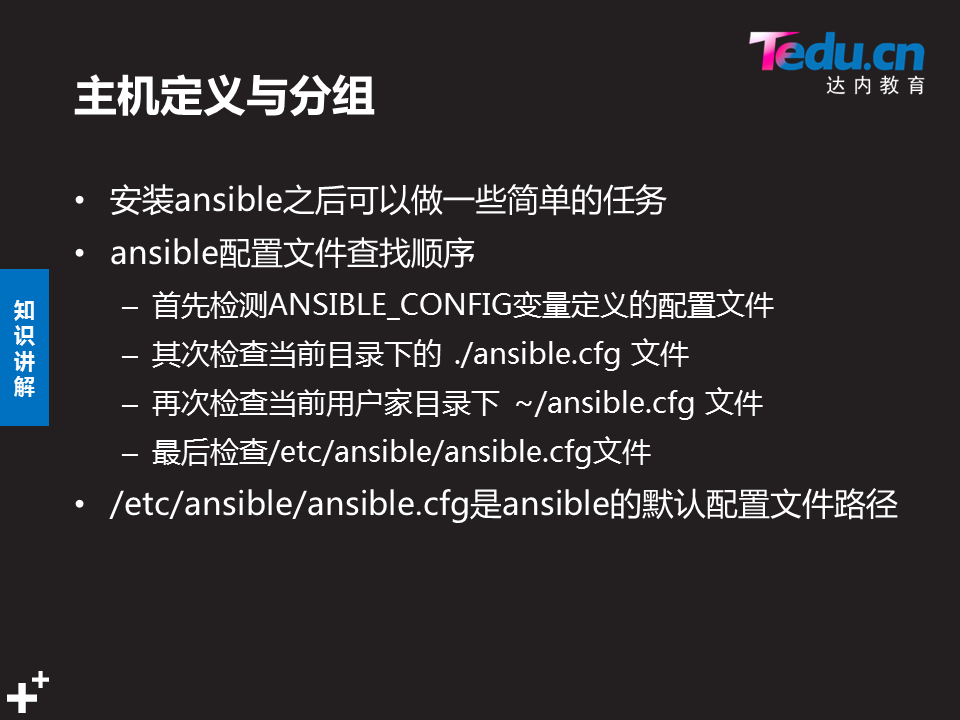 Tedu.cn
达内教育
主机定义与分组
• 安装ansible之后可以做一些简单的任务
• ansible配置文件查找顺序
– 首先检测ANSIBLE_CONFIG变量定义的配置文件
– 其次检查当前目录下的 ./ansible.cfg 文件
– 再次检查当前用户家目录下 ~/ansible.cfg 文件
– 最后检查/etc/ansible/ansible.cfg文件
• /etc/ansible/ansible.cfg是ansible的默认配置文件路径
知识讲解